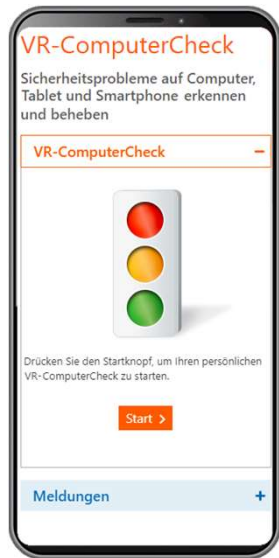 VR-ComputerCheck
Sicherheitsprobleme auf Computer,
Tablet und Smartphone erkennen
und beheben
VR-ComputerCheck –
Drücken Sie den Startknopf, um Ihren persönlichen
VR-ComputerCheck zu starten.
Start >
Meldungen +